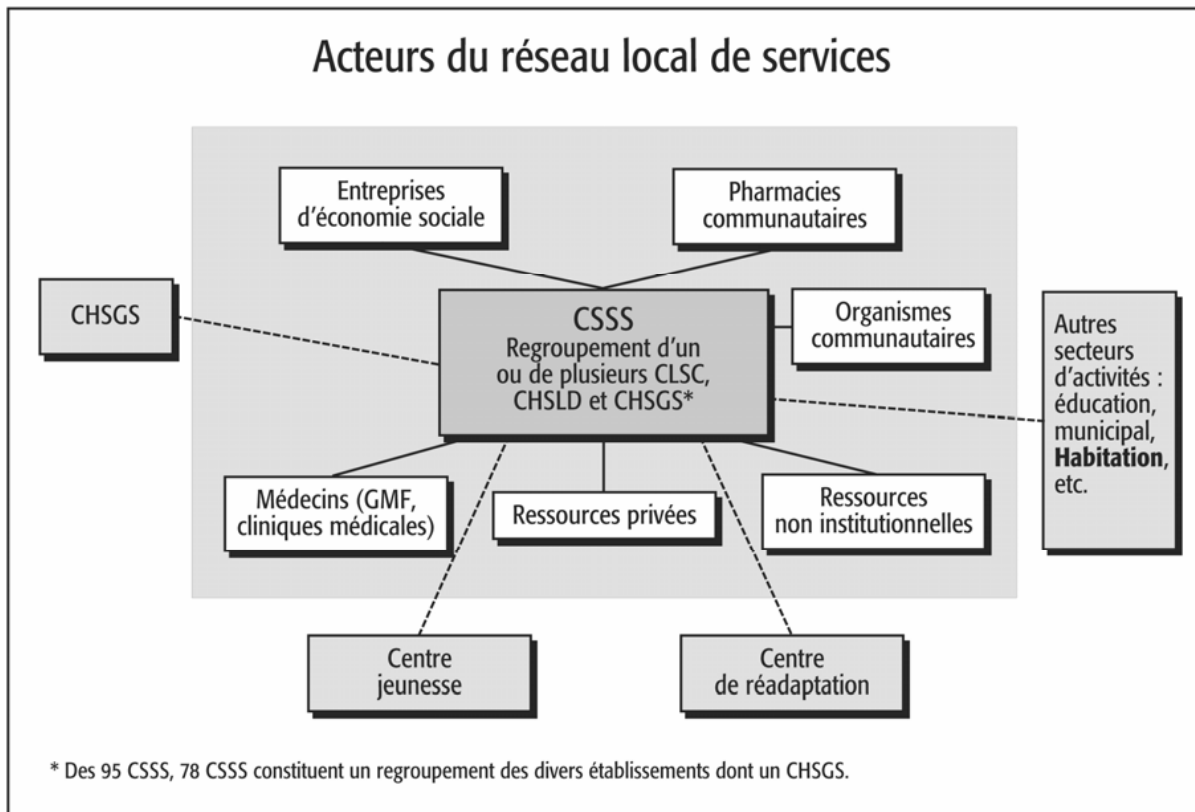 Acteurs du réseau local de services
Entreprises
d'économie sociale
Pharmacies
communautaires
CHSGS
CSSS
Regroupement d'un
ou de plusieurs CLSC,
CHSLD et CHSGS*
Organismes
communautaires
Autres
secteurs
d'activités :
éducation,
municipal,
Habitation,
etc.
Médecins (GMF,
cliniques médicales)
Ressources privées
Ressources
non institutionnelles
Centre
jeunesse
Centre
de réadaptation
* Des 95 CSSS, 78 CSSS constituent un regroupement des divers établissements dont un CHSGS.